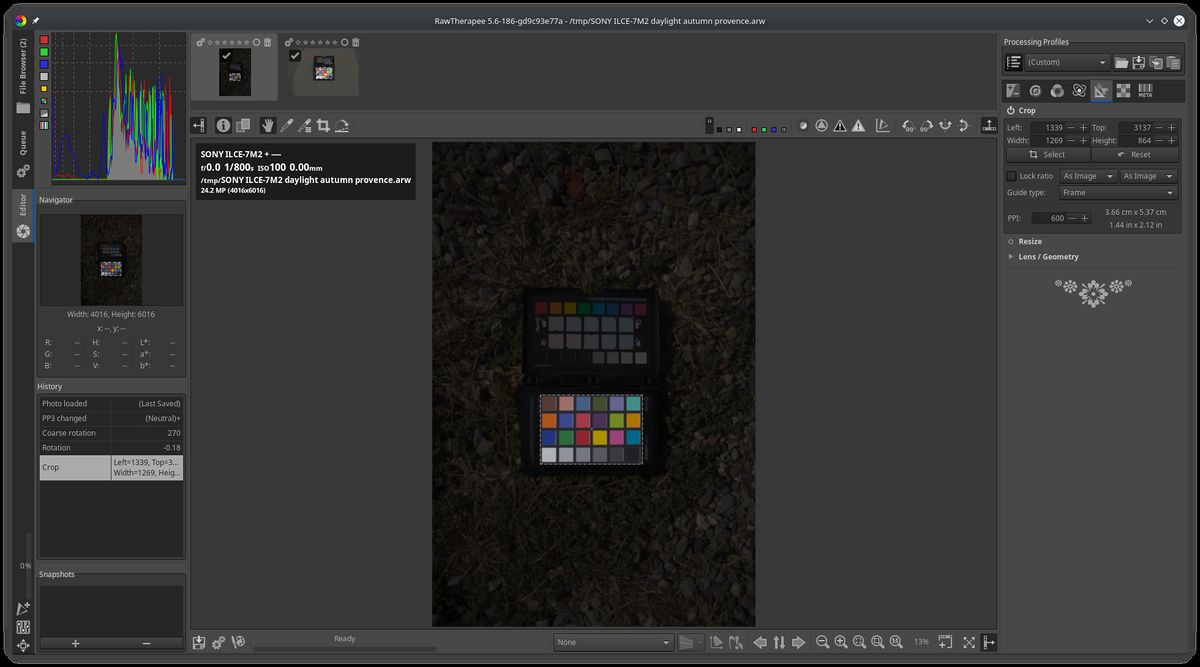 RawTherapee 5.6-186-gd9c93e77a - /tmp/SONY ILCE-7M2 daylight autumn provence.arw
File Browser (2)
Queue
Editor
0%
Navigator
Width: 4016, Height: 6016
x: --, y: --
R: -- H: -- L*: --
G: -- S: -- a*: --
B: -- V: -- b*: --
History
Photo loaded (Last Saved)
PP3 changed (Neutral)+
Coarse rotation 270
Rotation -0.18
Crop Left=1339, Top=3...
Width=1269, Heig...
Snapshots
SONY ILCE-7M2 + ----
f/0.0 1/800s ISO100 0.00mm
/tmp/SONY ILCE-7M2 daylight autumn provence.arw
24.2 MP (4016x6016)
Ready
None
13%
Processing Profiles
(Custom)
META
Crop
Left: 1339 Top: 3137
Width: 1269 Height: 864
Select Reset
Lock ratio As Image As Image
Guide type: Frame
PPI: 600 3.66 cm x 5.37 cm
1.44 in x 2.12 in
Resize
Lens / Geometry